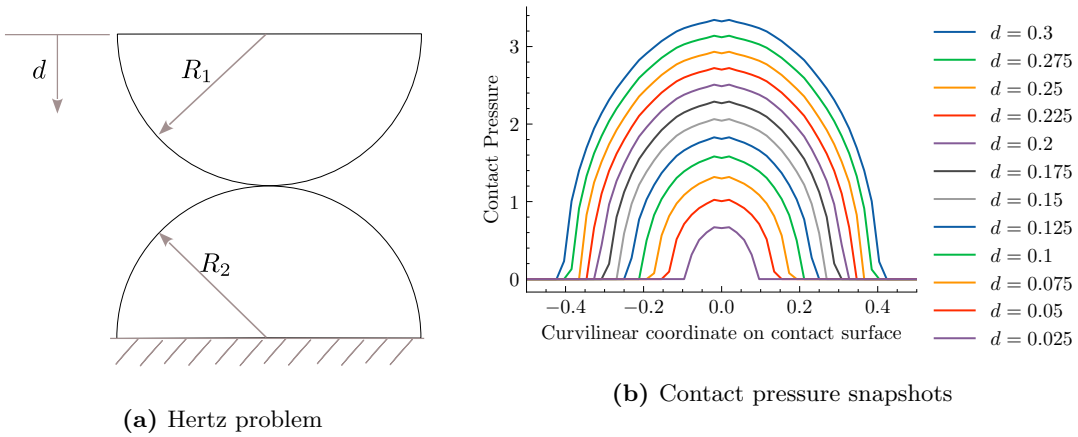 d
R₁
R₂
(a) Hertz problem
Contact Pressure
3
2
1
0
−0.4 −0.2 0.0 0.2 0.4
Curvilinear coordinate on contact surface
d = 0.3
d = 0.275
d = 0.25
d = 0.225
d = 0.2
d = 0.175
d = 0.15
d = 0.125
d = 0.1
d = 0.075
d = 0.05
d = 0.025
(b) Contact pressure snapshots